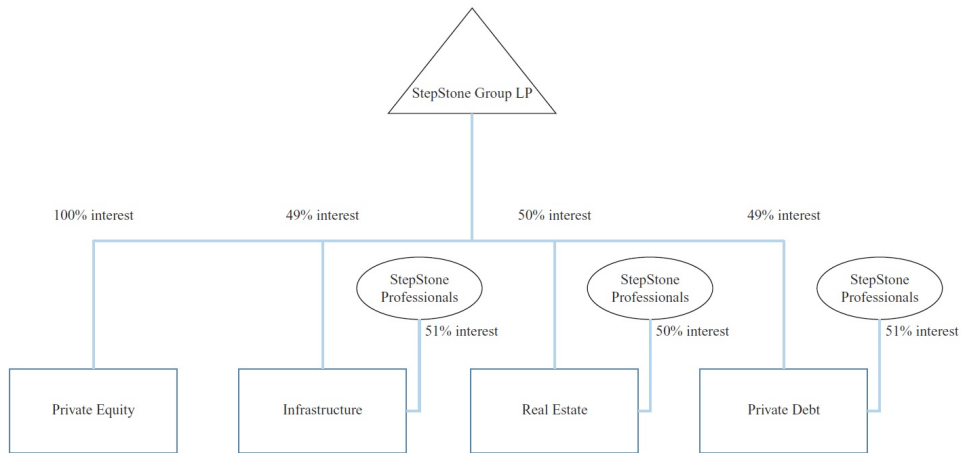 StepStone Group LP
100% interest
49% interest
50% interest
49% interest
StepStone
Professionals
StepStone
Professionals
StepStone
Professionals
51% interest
50% interest
51% interest
Private Equity
Infrastructure
Real Estate
Private Debt